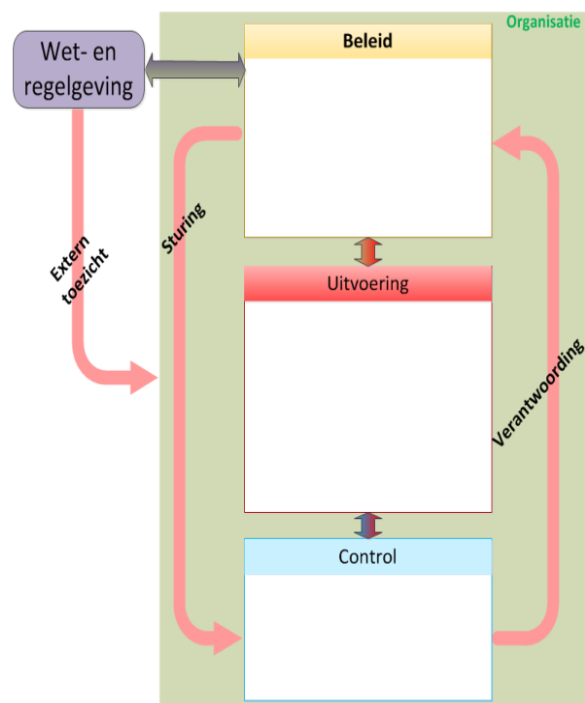 Organisatie
Wet- en
regelgeving
Beleid
Extern
toezicht
Sturing
Uitvoering
Verantwoording
Control